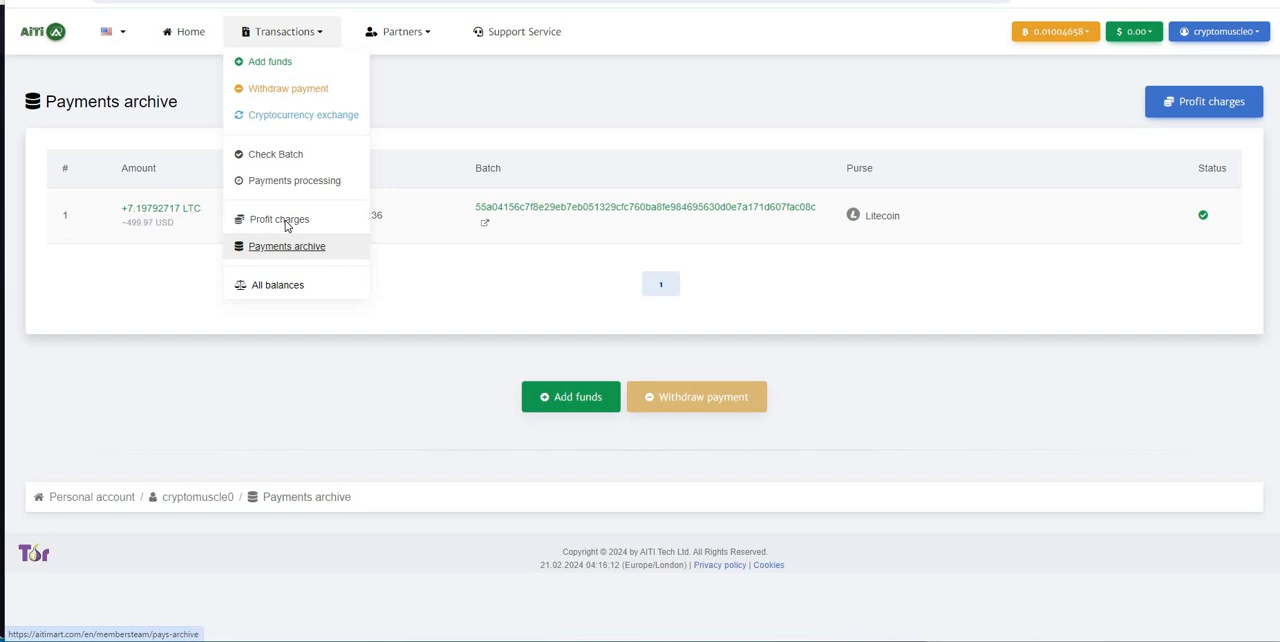 AiTi
Home
Transactions
Partners
Support Service
0.01004658
$ 0.00
cryptomuscle0
Add funds
Withdraw payment
Cryptocurrency exchange
Check Batch
Payments processing
Profit charges
Payments archive
All balances
Payments archive
Profit charges
# Amount Batch Purse Status
1 +7.19792717 LTC :36 55a04156c7f8e29eb7eb051329cfc760ba8fe984695630d0e7a171d607fac08c Litecoin
~499.97 USD
1
Add funds
Withdraw payment
Personal account / cryptomuscle0 / Payments archive
Tor
Copyright © 2024 by AITI Tech Ltd. All Rights Reserved.
21.02.2024 04:16:12 (Europe/London) | Privacy policy | Cookies
https://aitimart.com/en/membersteam/pays-archive